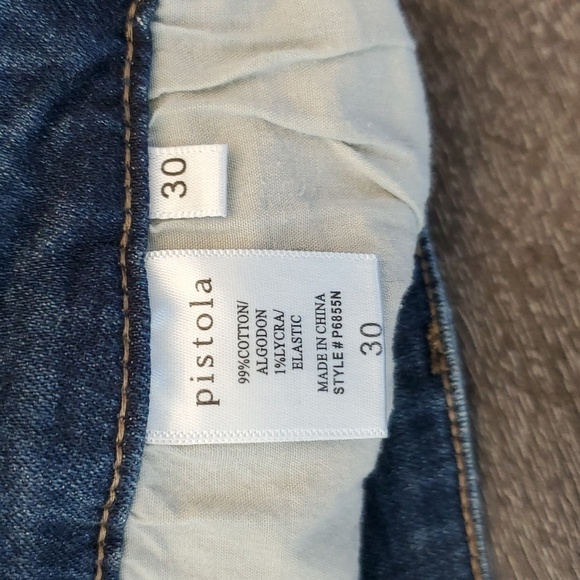 30
pistola
99%COTTON/
ALGODON
1%LYCRA/
ELASTIC
MADE IN CHINA
STYLE # P6855N
30